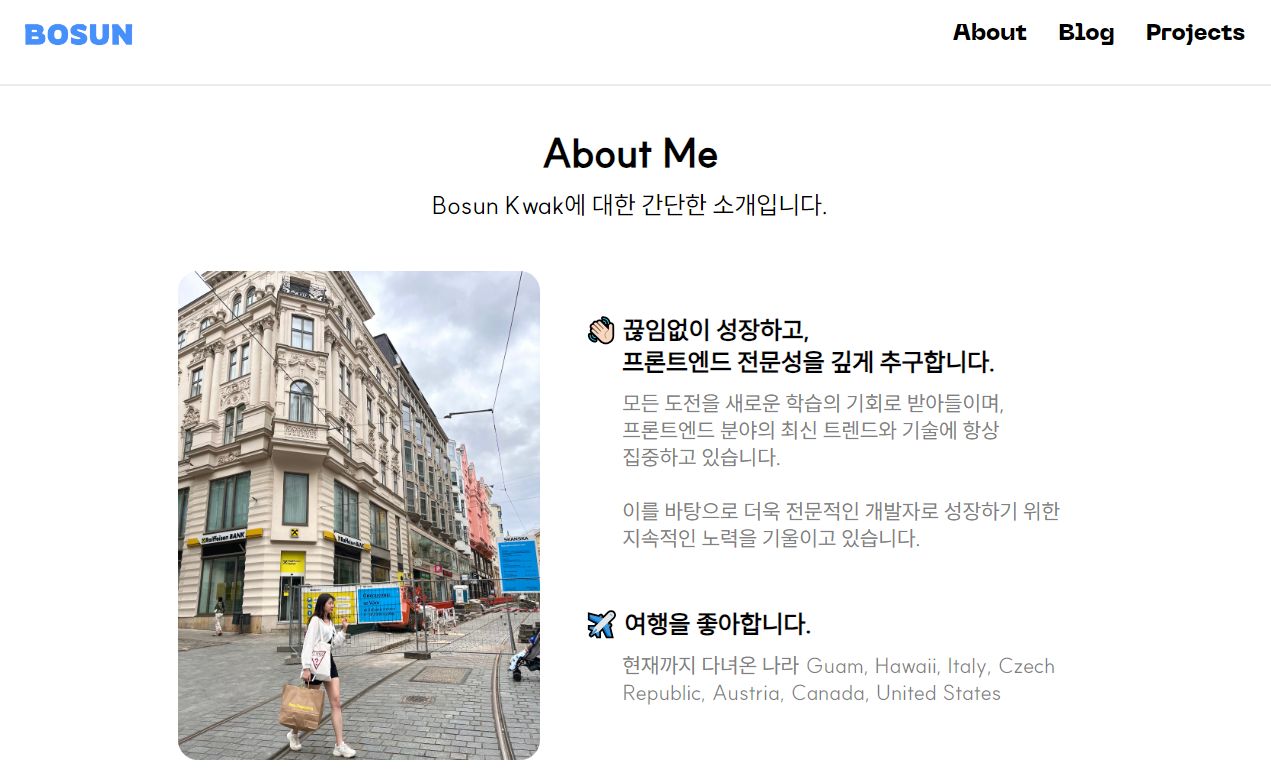 BOSUN
About Blog Projects
About Me
Bosun Kwak에 대한 간단한 소개입니다.
끊임없이 성장하고,
프론트엔드 전문성을 깊게 추구합니다.
모든 도전을 새로운 학습의 기회로 받아들이며,
프론트엔드 분야의 최신 트렌드와 기술에 항상
집중하고 있습니다.
이를 바탕으로 더욱 전문적인 개발자로 성장하기 위한
지속적인 노력을 기울이고 있습니다.
여행을 좋아합니다.
현재까지 다녀온 나라 Guam, Hawaii, Italy, Czech
Republic, Austria, Canada, United States
Raiffeisen BANK
SKANSKA